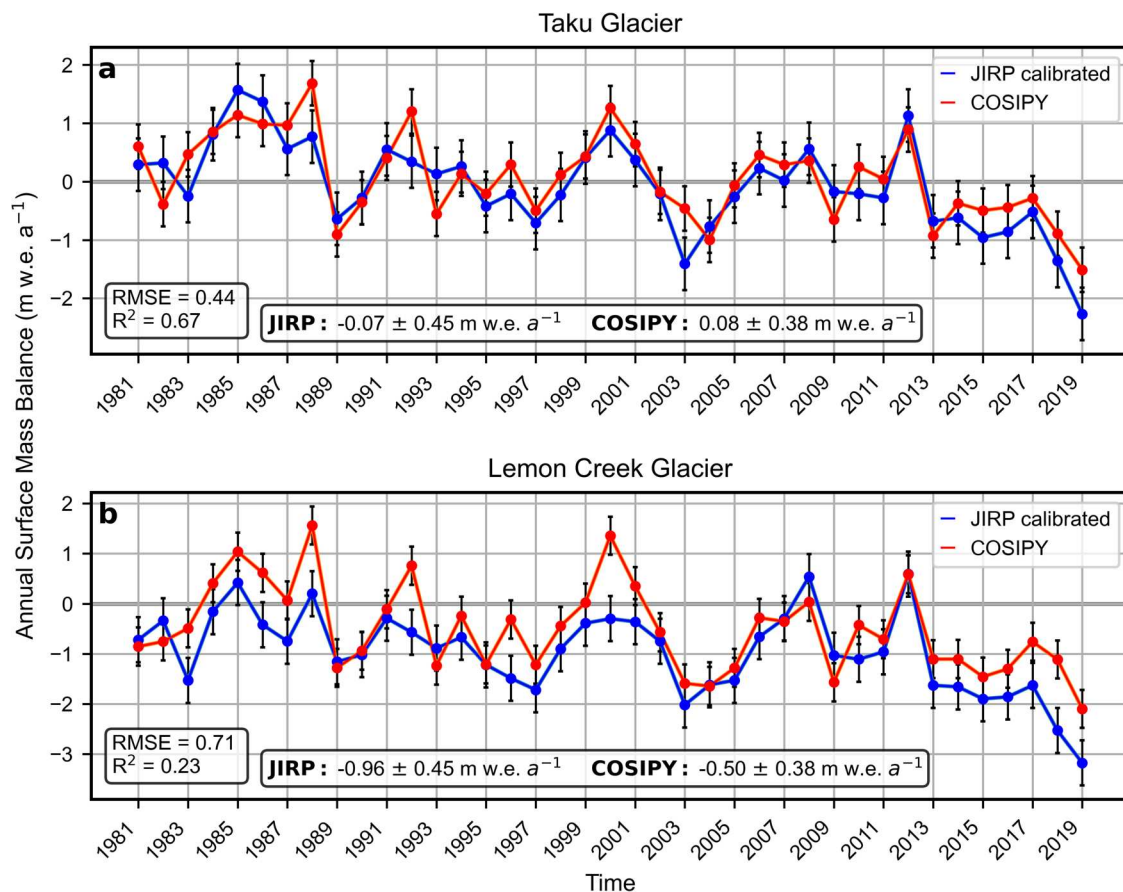 Taku Glacier
a
JIRP calibrated
COSIPY
2
1
0
−1
−2
RMSE = 0.44
R² = 0.67
JIRP: -0.07 ± 0.45 m w.e. a⁻¹ COSIPY: 0.08 ± 0.38 m w.e. a⁻¹
1981 1983 1985 1987 1989 1991 1993 1995 1997 1999 2001 2003 2005 2007 2009 2011 2013 2015 2017 2019
Annual Surface Mass Balance (m w.e. a⁻¹)
Lemon Creek Glacier
b
JIRP calibrated
COSIPY
2
1
0
−1
−2
−3
RMSE = 0.71
R² = 0.23
JIRP: -0.96 ± 0.45 m w.e. a⁻¹ COSIPY: -0.50 ± 0.38 m w.e. a⁻¹
1981 1983 1985 1987 1989 1991 1993 1995 1997 1999 2001 2003 2005 2007 2009 2011 2013 2015 2017 2019
Time